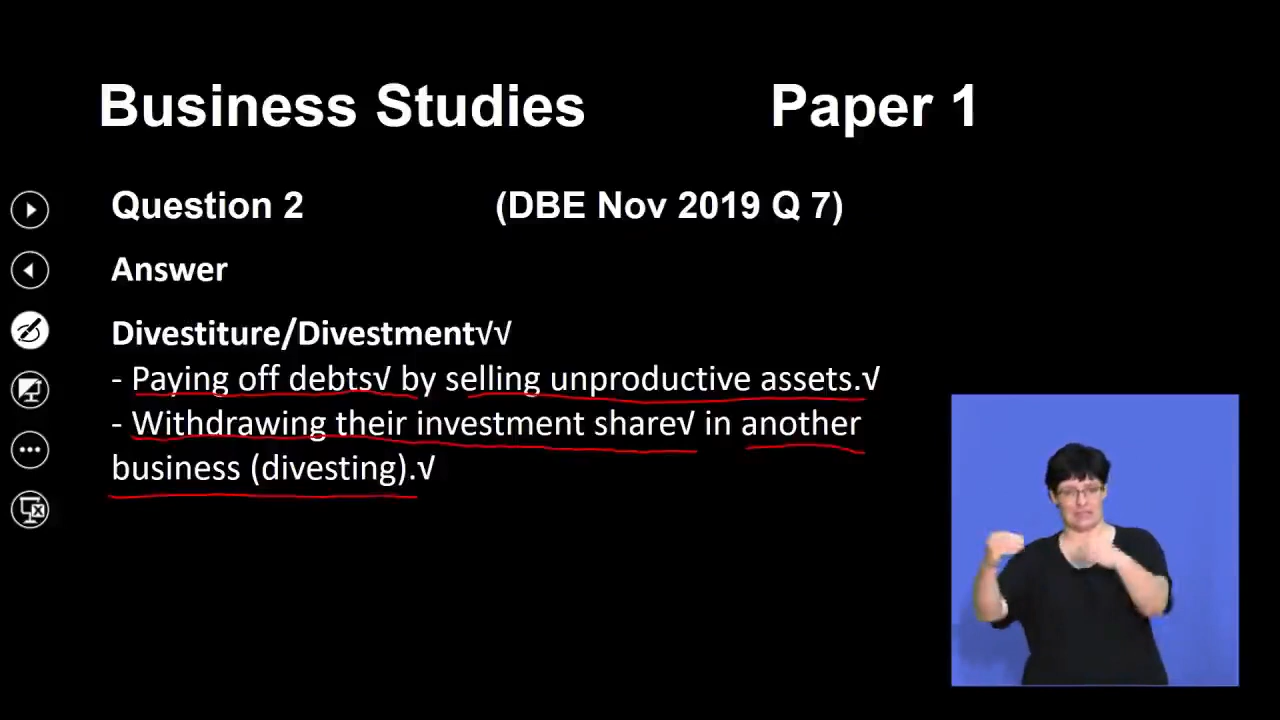 Business Studies Paper 1
Question 2 (DBE Nov 2019 Q 7)
Answer
Divestiture/Divestment√√
- Paying off debts√ by selling unproductive assets.√
- Withdrawing their investment share√ in another
business (divesting).√